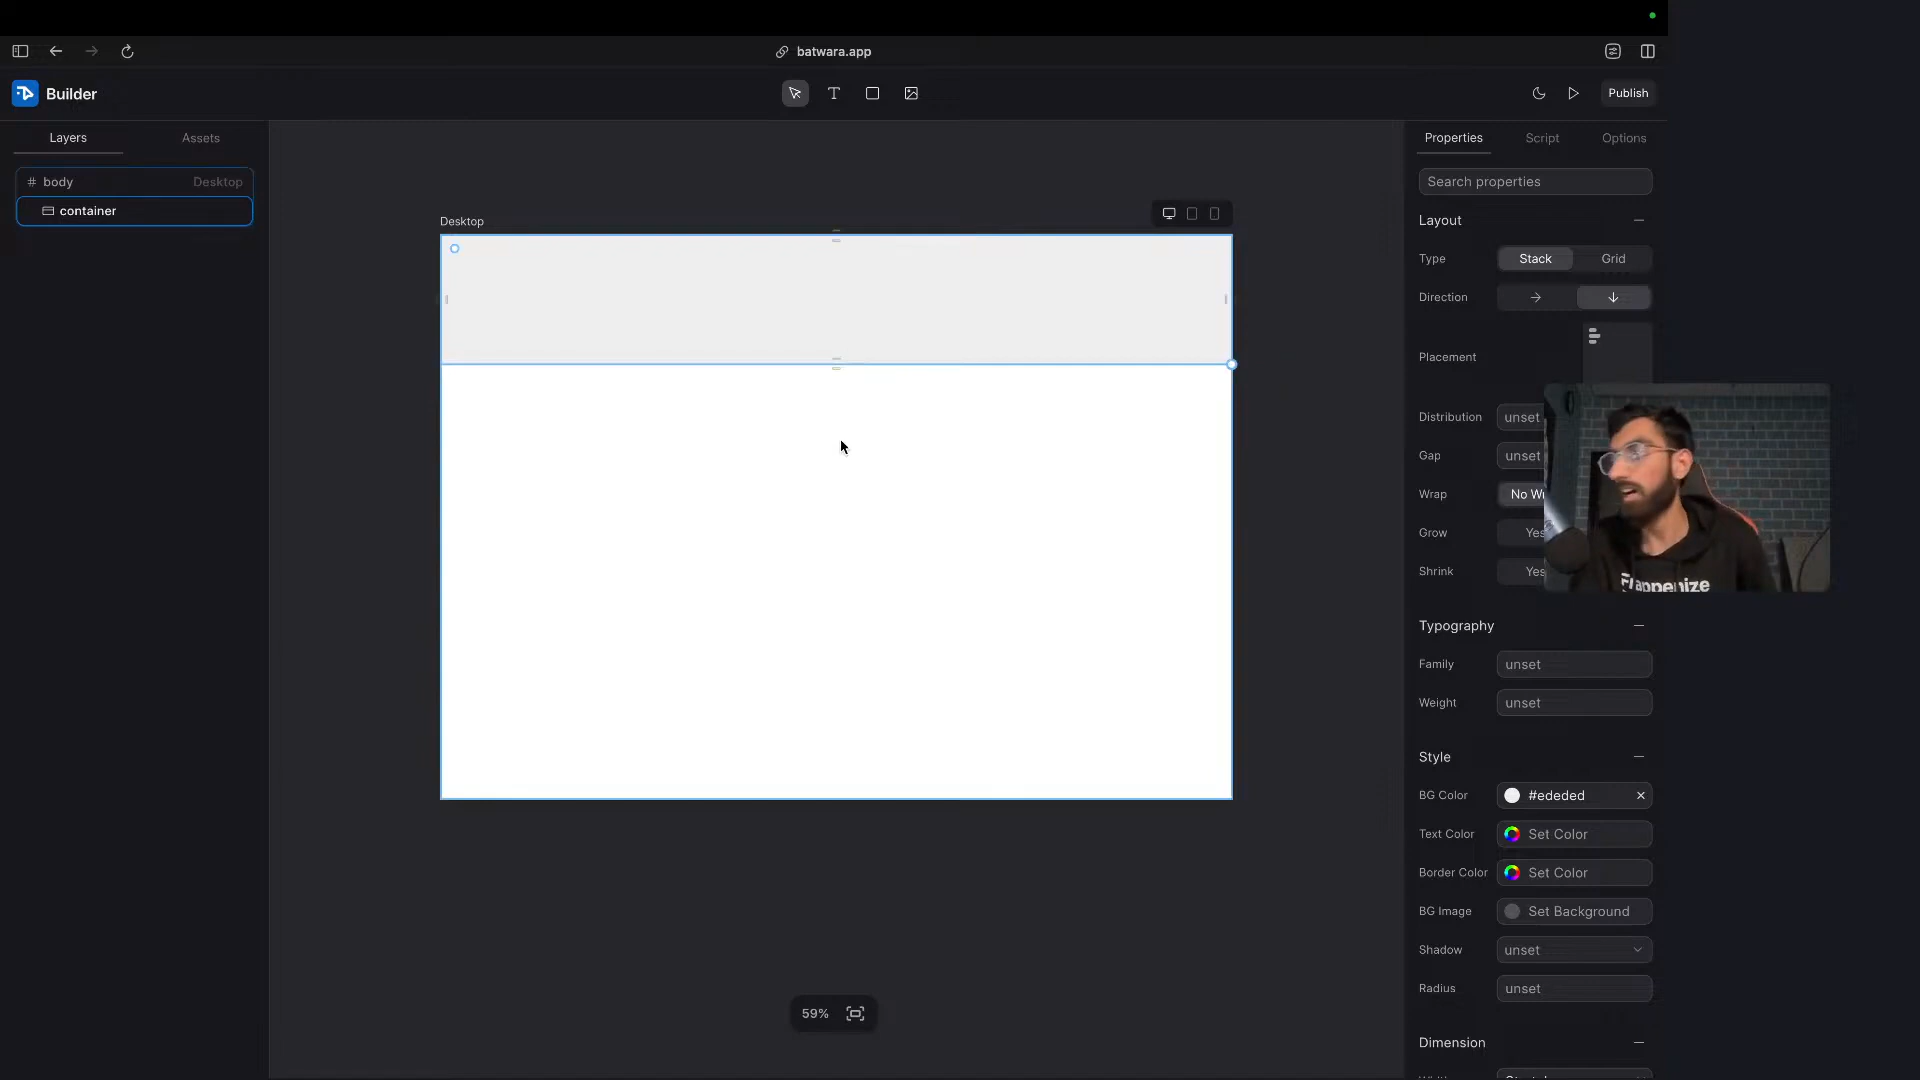 batwara.app
Builder
Publish
Layers
Assets
Properties
Script
Options
body
Desktop
container
Desktop
Search properties
Layout
Type
Stack
Grid
Direction
Placement
Distribution
unset
Gap
unset
Wrap
Grow
Shrink
Typography
Family
unset
Weight
unset
Style
BG Color
#ededed
Text Color
Set Color
Border Color
Set Color
BG Image
Set Background
Shadow
unset
Radius
unset
59%
Dimension